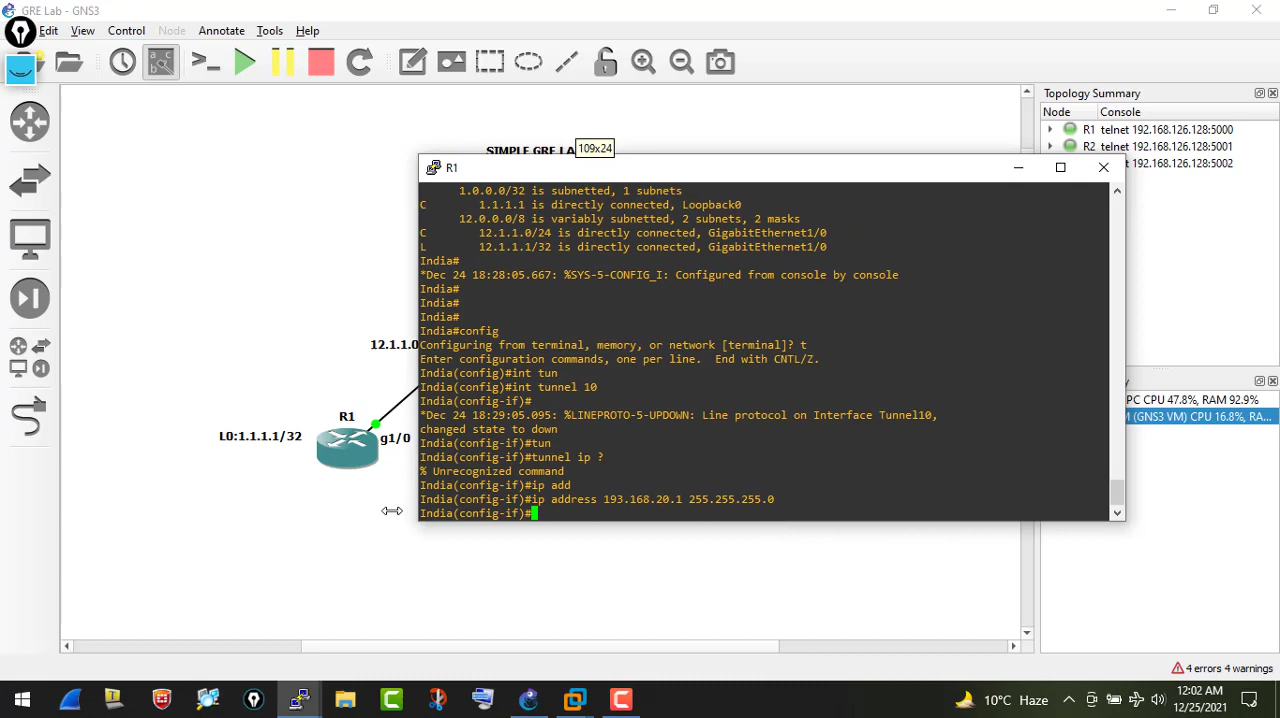 GRE Lab - GNS3
Edit View Control Node Annotate Tools Help
Topology Summary
Node Console
R1 telnet 192.168.126.128:5000
R2 telnet 192.168.126.128:5001
192.168.126.128:5002
SIMPLE GRE LA
109x24
R1
1.0.0.0/32 is subnetted, 1 subnets
C 1.1.1.1 is directly connected, Loopback0
12.0.0.0/8 is variably subnetted, 2 subnets, 2 masks
C 12.1.1.0/24 is directly connected, GigabitEthernet1/0
L 12.1.1.1/32 is directly connected, GigabitEthernet1/0
India#
*Dec 24 18:28:05.667: %SYS-5-CONFIG_I: Configured from console by console
India#
India#
India#
India#config
Configuring from terminal, memory, or network [terminal]? t
Enter configuration commands, one per line. End with CNTL/Z.
India(config)#int tun
India(config)#int tunnel 10
India(config-if)#
*Dec 24 18:29:05.095: %LINEPROTO-5-UPDOWN: Line protocol on Interface Tunnel10,
changed state to down
India(config-if)#tun
India(config-if)#tunnel ip ?
% Unrecognized command
India(config-if)#ip add
India(config-if)#ip address 193.168.20.1 255.255.255.0
India(config-if)#
12.1.1.0
R1
L0:1.1.1.1/32
g1/0
y
PC CPU 47.8%, RAM 92.9%
M (GNS3 VM) CPU 16.8%, RA...
4 errors 4 warnings
10°C Haze
12:02 AM
12/25/2021